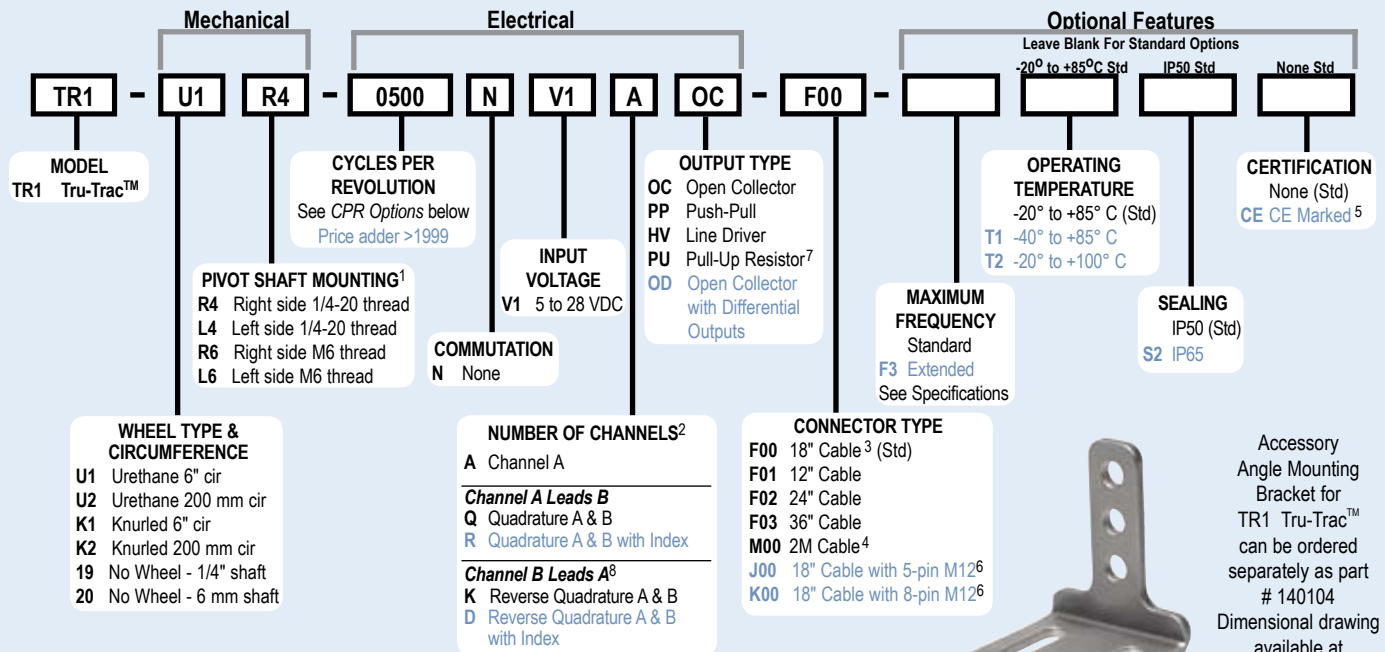 Mechanical
Electrical
Optional Features
Leave Blank For Standard Options
-20⁰ to +85⁰C Std
IP50 Std
None Std
TR1 - U1 R4 - 0500 N V1 A OC - F00 -
MODEL
TR1 Tru-Trac™
CYCLES PER
REVOLUTION
See CPR Options below
Price adder >1999
OUTPUT TYPE
OC Open Collector
PP Push-Pull
HV Line Driver
PU Pull-Up Resistor⁷
OD Open Collector
with Differential
Outputs
OPERATING
TEMPERATURE
-20° to +85° C (Std)
T1 -40° to +85° C
T2 -20° to +100° C
CERTIFICATION
None (Std)
CE CE Marked ⁵
INPUT
VOLTAGE
V1 5 to 28 VDC
PIVOT SHAFT MOUNTING¹
R4 Right side 1/4-20 thread
L4 Left side 1/4-20 thread
R6 Right side M6 thread
L6 Left side M6 thread
MAXIMUM
FREQUENCY
Standard
F3 Extended
See Specifications
SEALING
IP50 (Std)
S2 IP65
COMMUTATION
N None
WHEEL TYPE &
CIRCUMFERENCE
U1 Urethane 6" cir
U2 Urethane 200 mm cir
K1 Knurled 6" cir
K2 Knurled 200 mm cir
19 No Wheel - 1/4" shaft
20 No Wheel - 6 mm shaft
NUMBER OF CHANNELS²
A Channel A
Channel A Leads B
Q Quadrature A & B
R Quadrature A & B with Index
Channel B Leads A⁸
K Reverse Quadrature A & B
D Reverse Quadrature A & B
with Index
CONNECTOR TYPE
F00 18" Cable ³ (Std)
F01 12" Cable
F02 24" Cable
F03 36" Cable
M00 2M Cable⁴
J00 18" Cable with 5-pin M12⁶
K00 18" Cable with 8-pin M12⁶
Accessory
Angle Mounting
Bracket for
TR1 Tru-Trac™
can be ordered
separately as part
# 140104
Dimensional drawing
available at